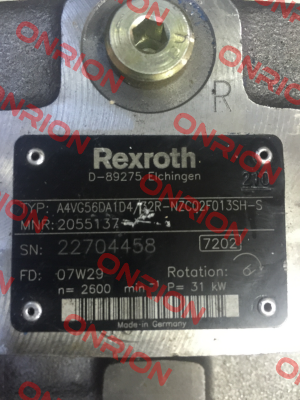 R
Rexroth
D-89275 Elchingen
TYP: A4VG56DA1D4/32R-NZC02F013SH-S
MNR: 2055137
SN: 22704458 7202
FD: 07W29 Rotation:
n= 2600 min⁻¹ P= 31 kW
Made in Germany
ONRION